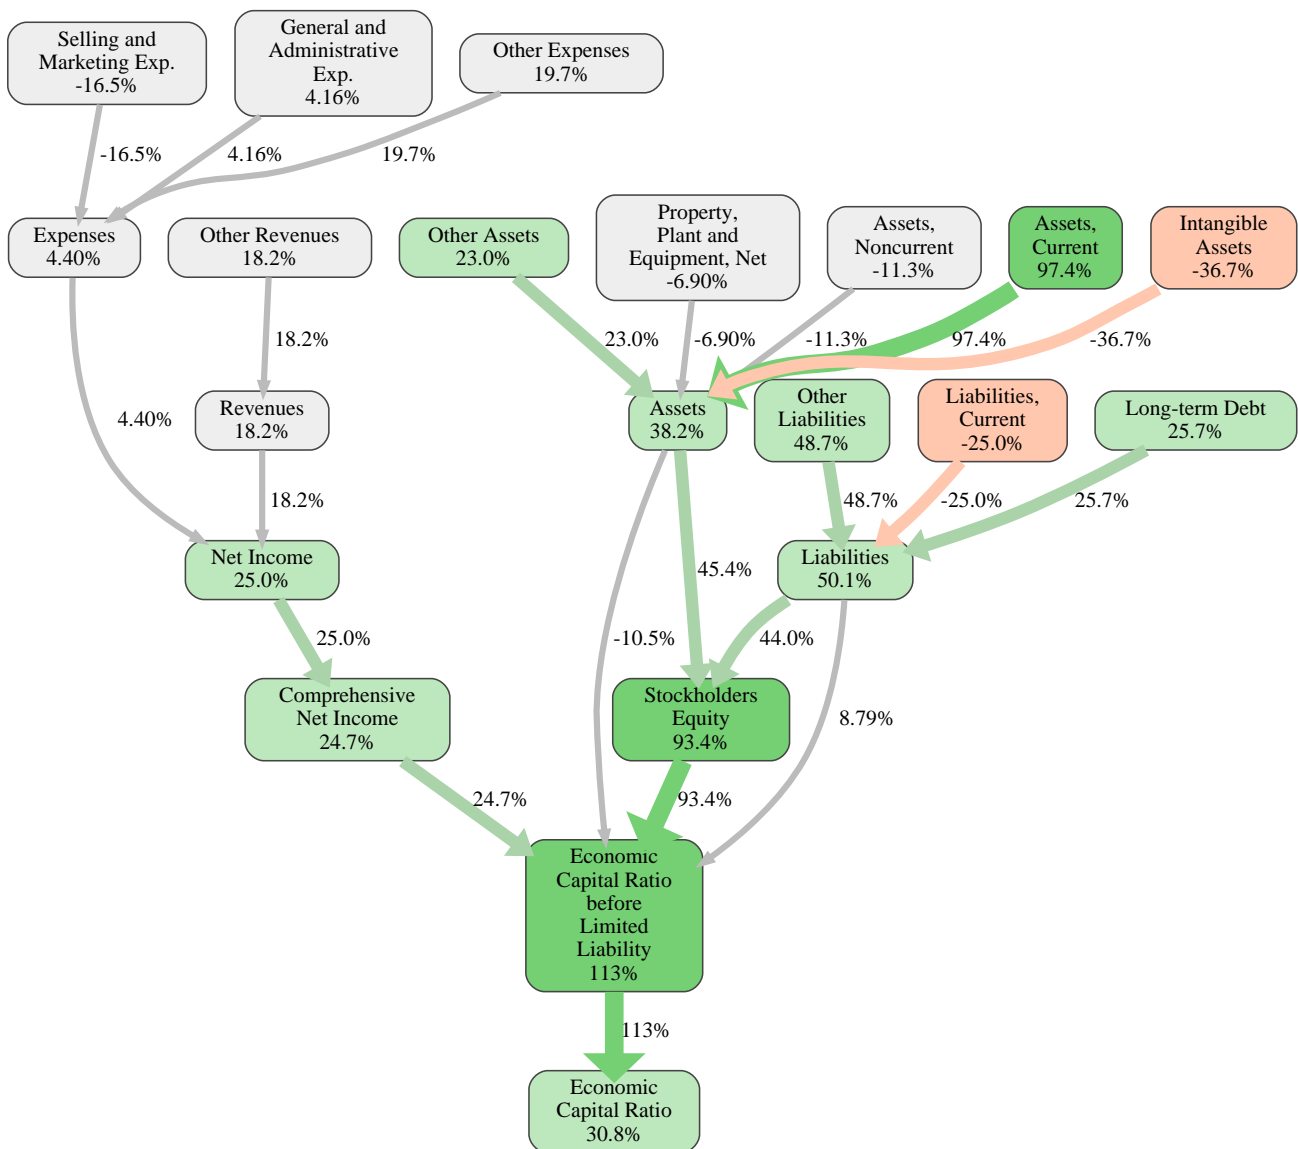 Selling and
Marketing Exp.
-16.5%
General and
Administrative
Exp.
4.16%
Other Expenses
19.7%
-16.5%
4.16%
19.7%
Expenses
4.40%
Other Revenues
18.2%
Other Assets
23.0%
Property,
Plant and
Equipment, Net
-6.90%
Assets,
Noncurrent
-11.3%
Assets,
Current
97.4%
Intangible
Assets
-36.7%
18.2%
23.0%
-6.90%
-11.3%
97.4%
-36.7%
4.40%
Revenues
18.2%
Assets
38.2%
Other
Liabilities
48.7%
Liabilities,
Current
-25.0%
Long-term Debt
25.7%
18.2%
48.7%
-25.0%
25.7%
Net Income
25.0%
Liabilities
50.1%
45.4%
25.0%
-10.5%
44.0%
Comprehensive
Net Income
24.7%
Stockholders
Equity
93.4%
8.79%
24.7%
93.4%
Economic
Capital Ratio
before
Limited
Liability
113%
113%
Economic
Capital Ratio
30.8%